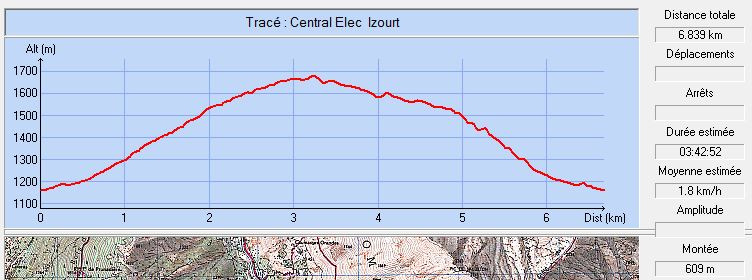 Tracé : Central Elec Izourt
Alt (m)
1700
1600
1500
1400
1300
1200
1100
0 1 2 3 4 5 6 Dist (km)
Distance totale
6.839 km
Déplacements
Arrêts
Durée estimée
03:42:52
Moyenne estimée
1.8 km/h
Amplitude
Montée
609 m